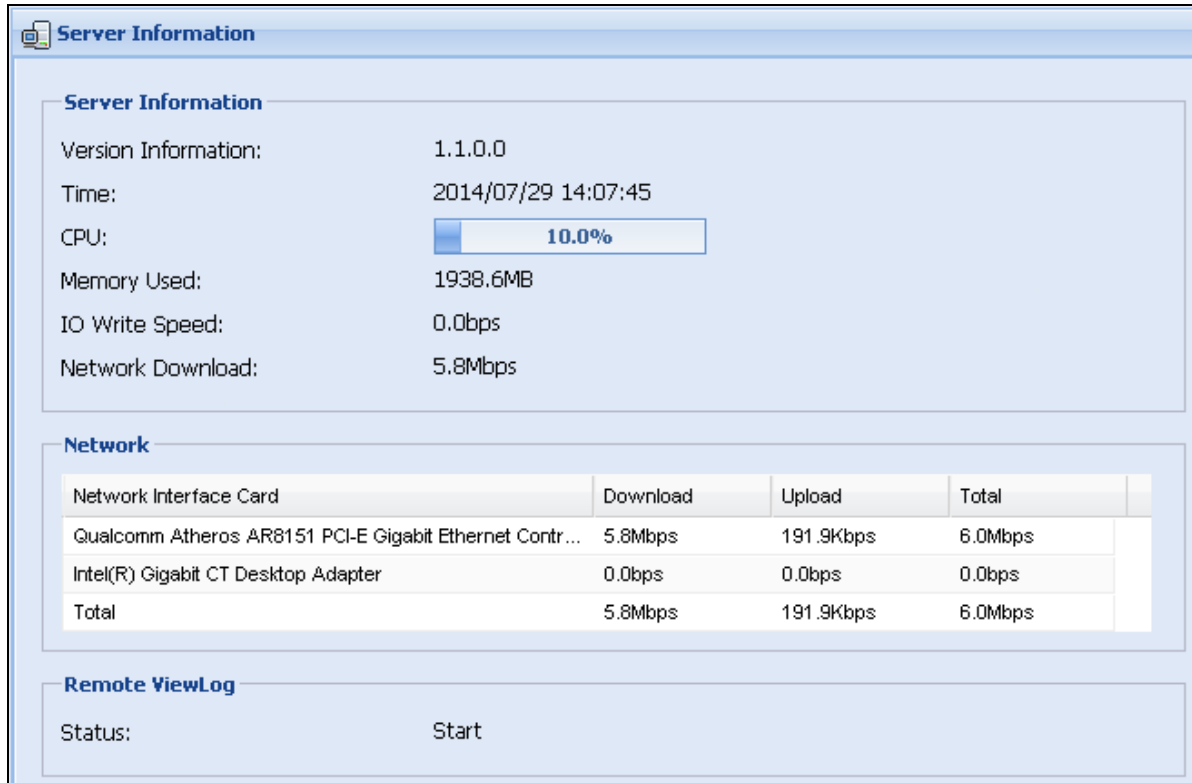 Server Information
Server Information
Version Information: 1.1.0.0
Time: 2014/07/29 14:07:45
CPU: 10.0%
Memory Used: 1938.6MB
IO Write Speed: 0.0bps
Network Download: 5.8Mbps
Network
Network Interface Card Download Upload Total
Qualcomm Atheros AR8151 PCI-E Gigabit Ethernet Contr... 5.8Mbps 191.9Kbps 6.0Mbps
Intel(R) Gigabit CT Desktop Adapter 0.0bps 0.0bps 0.0bps
Total 5.8Mbps 191.9Kbps 6.0Mbps
Remote ViewLog
Status: Start